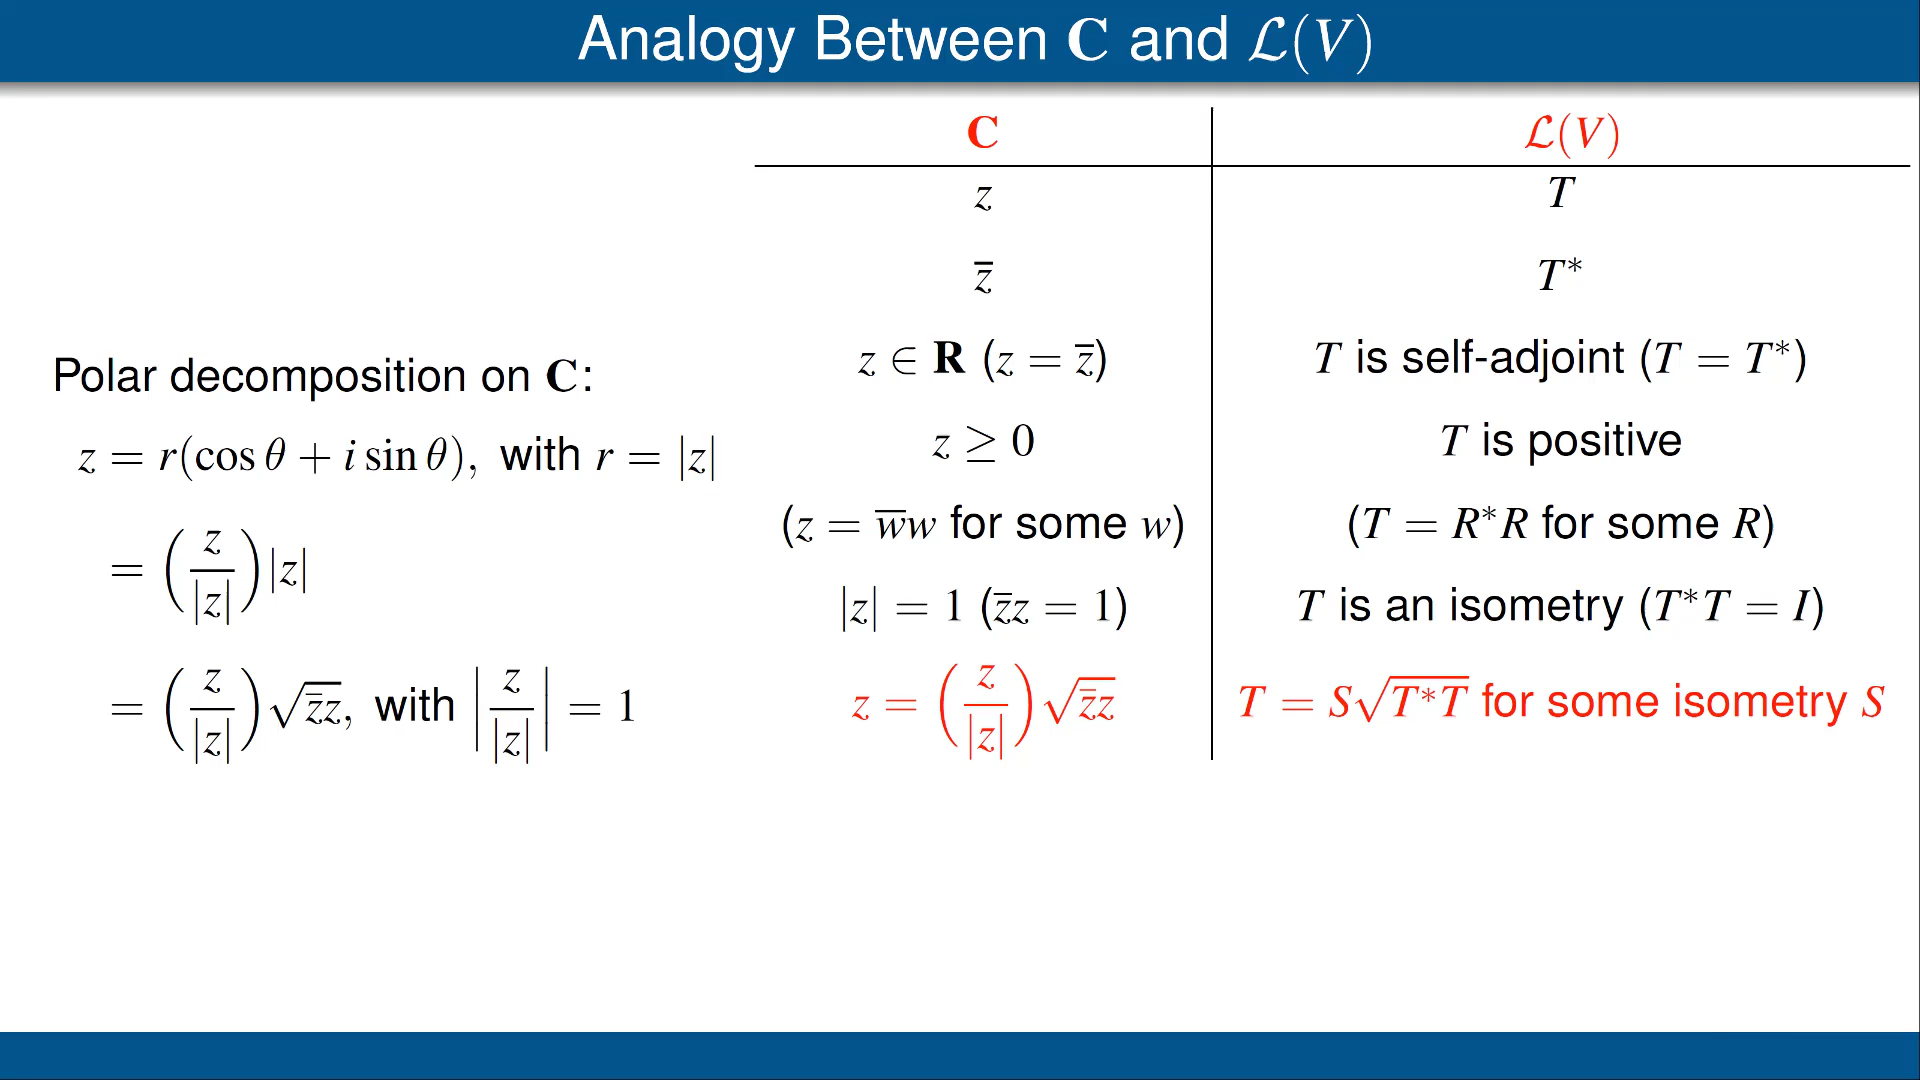 Analogy Between C and ℒ(V)
Polar decomposition on C:
z = r(cos θ + i sin θ), with r = |z|
= (z/|z|)|z|
= (z/|z|)√(z̅z), with |z/|z|| = 1
C ℒ(V)
z T
z̅ T*
z ∈ R (z = z̅) T is self-adjoint (T = T*)
z ≥ 0 T is positive
(z = w̅w for some w) (T = R*R for some R)
|z| = 1 (z̅z = 1) T is an isometry (T*T = I)
z = (z/|z|)√(z̅z) T = S√(T*T) for some isometry S